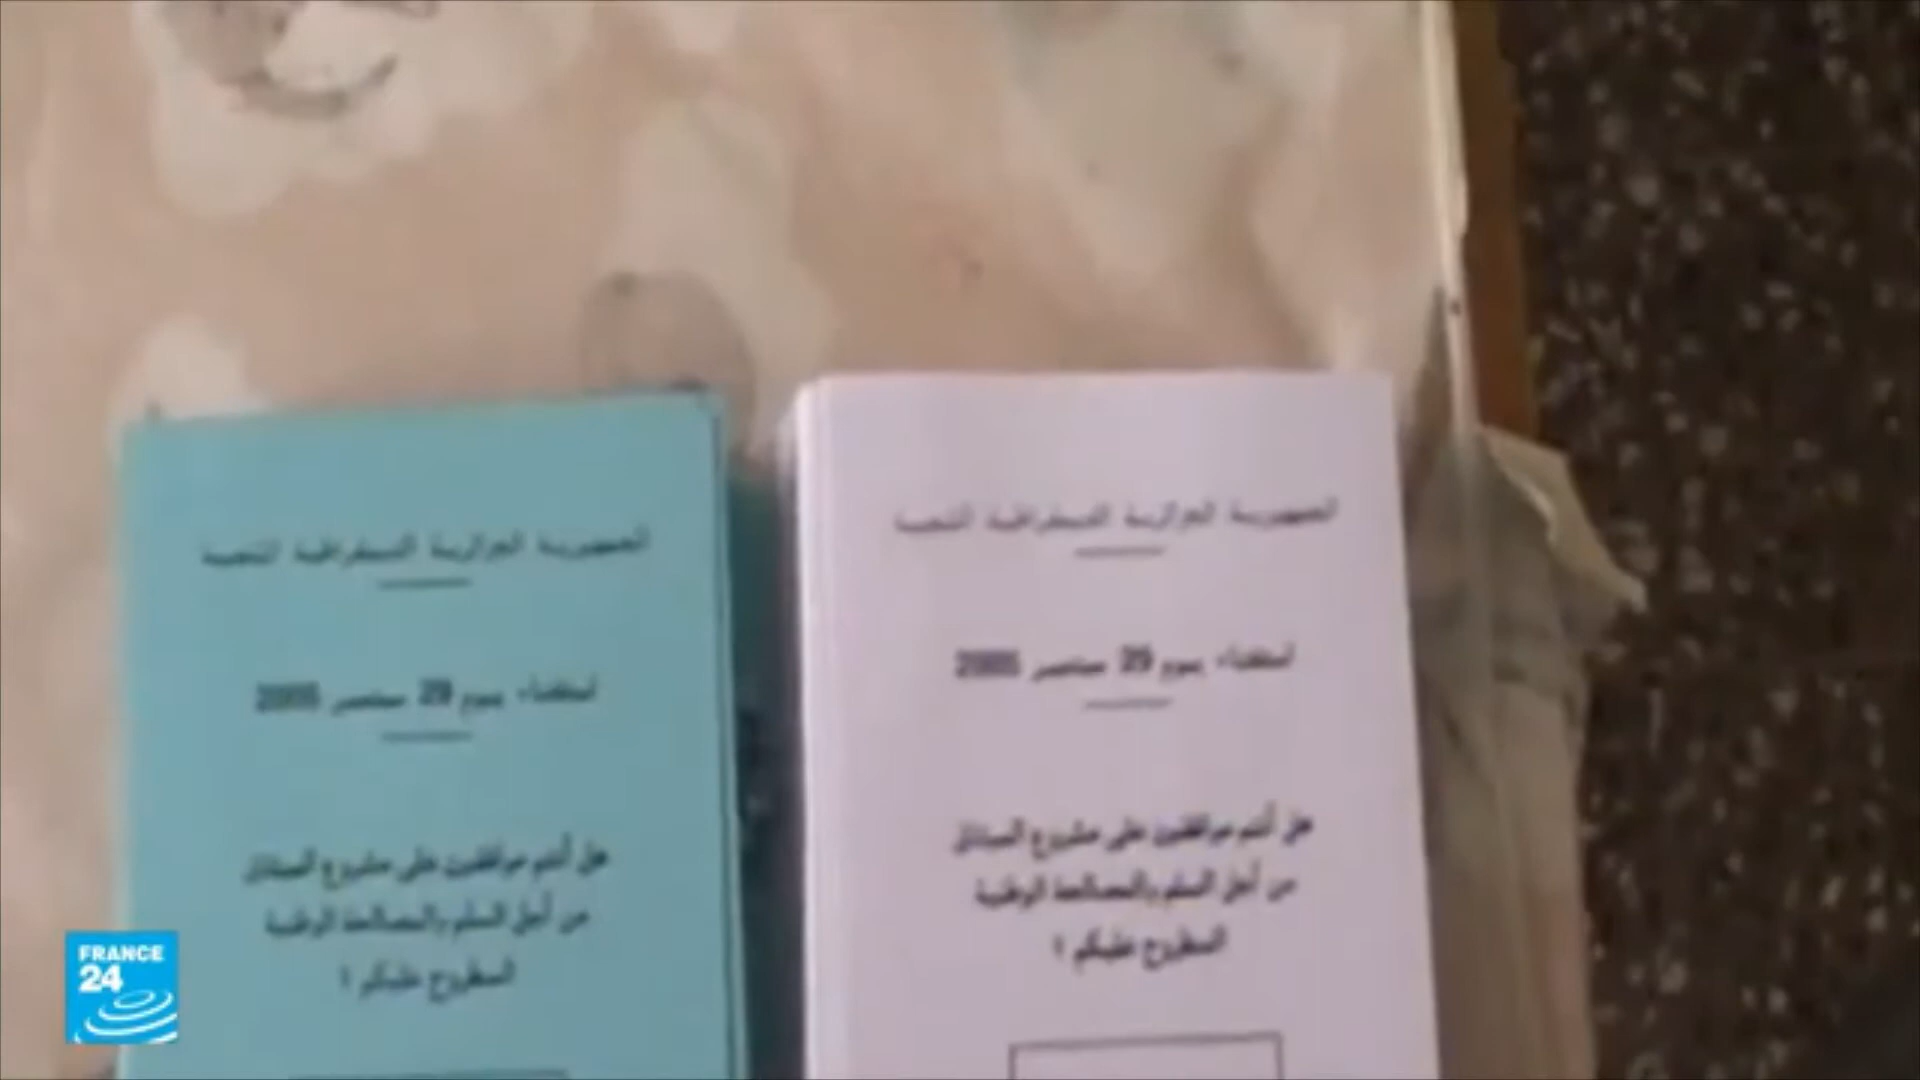 الجمهورية الجزائرية الديمقراطية الشعبية
استفتاء يوم 29 سبتمبر 2005
هل أنتم موافقون على مشروع الميثاق
من أجل السلم والمصالحة الوطنية
المطروح عليكم ؟
الجمهورية الجزائرية الديمقراطية الشعبية
استفتاء يوم 29 سبتمبر 2005
هل أنتم موافقون على مشروع الميثاق
من أجل السلم والمصالحة الوطنية
المطروح عليكم ؟
FRANCE
24